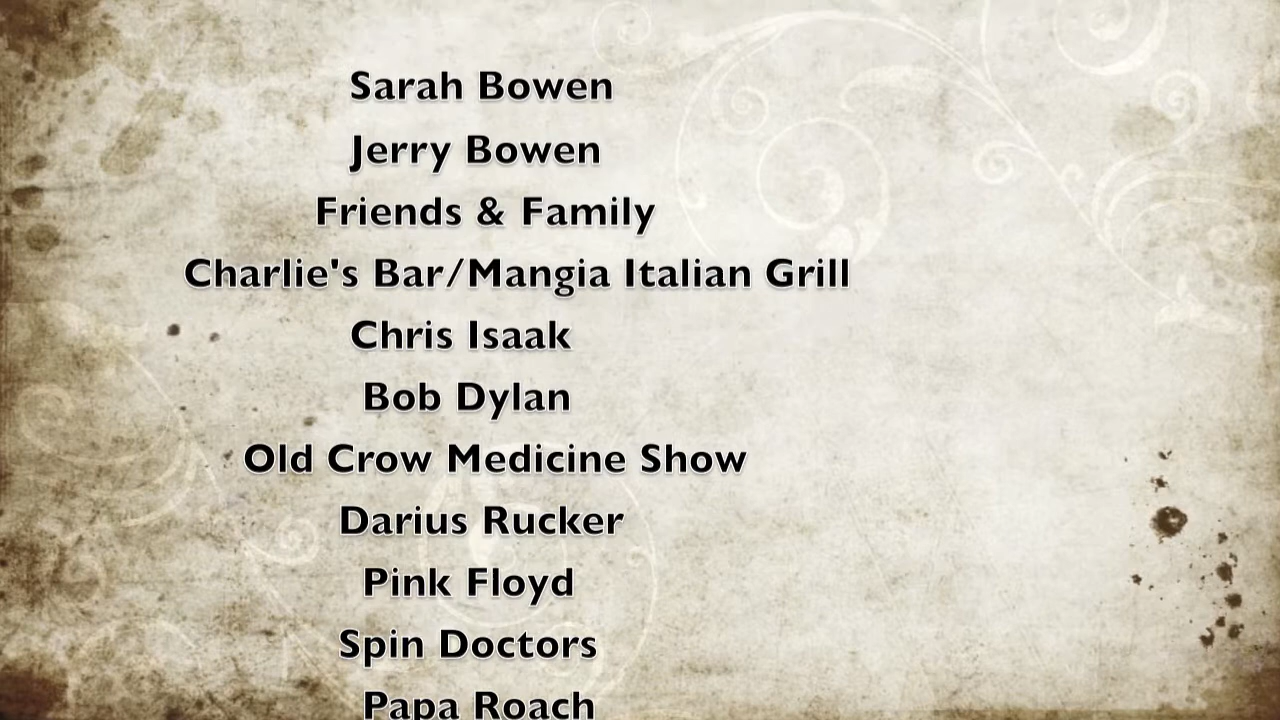 Sarah Bowen
Jerry Bowen
Friends & Family
Charlie's Bar/Mangia Italian Grill
Chris Isaak
Bob Dylan
Old Crow Medicine Show
Darius Rucker
Pink Floyd
Spin Doctors
Papa Roach